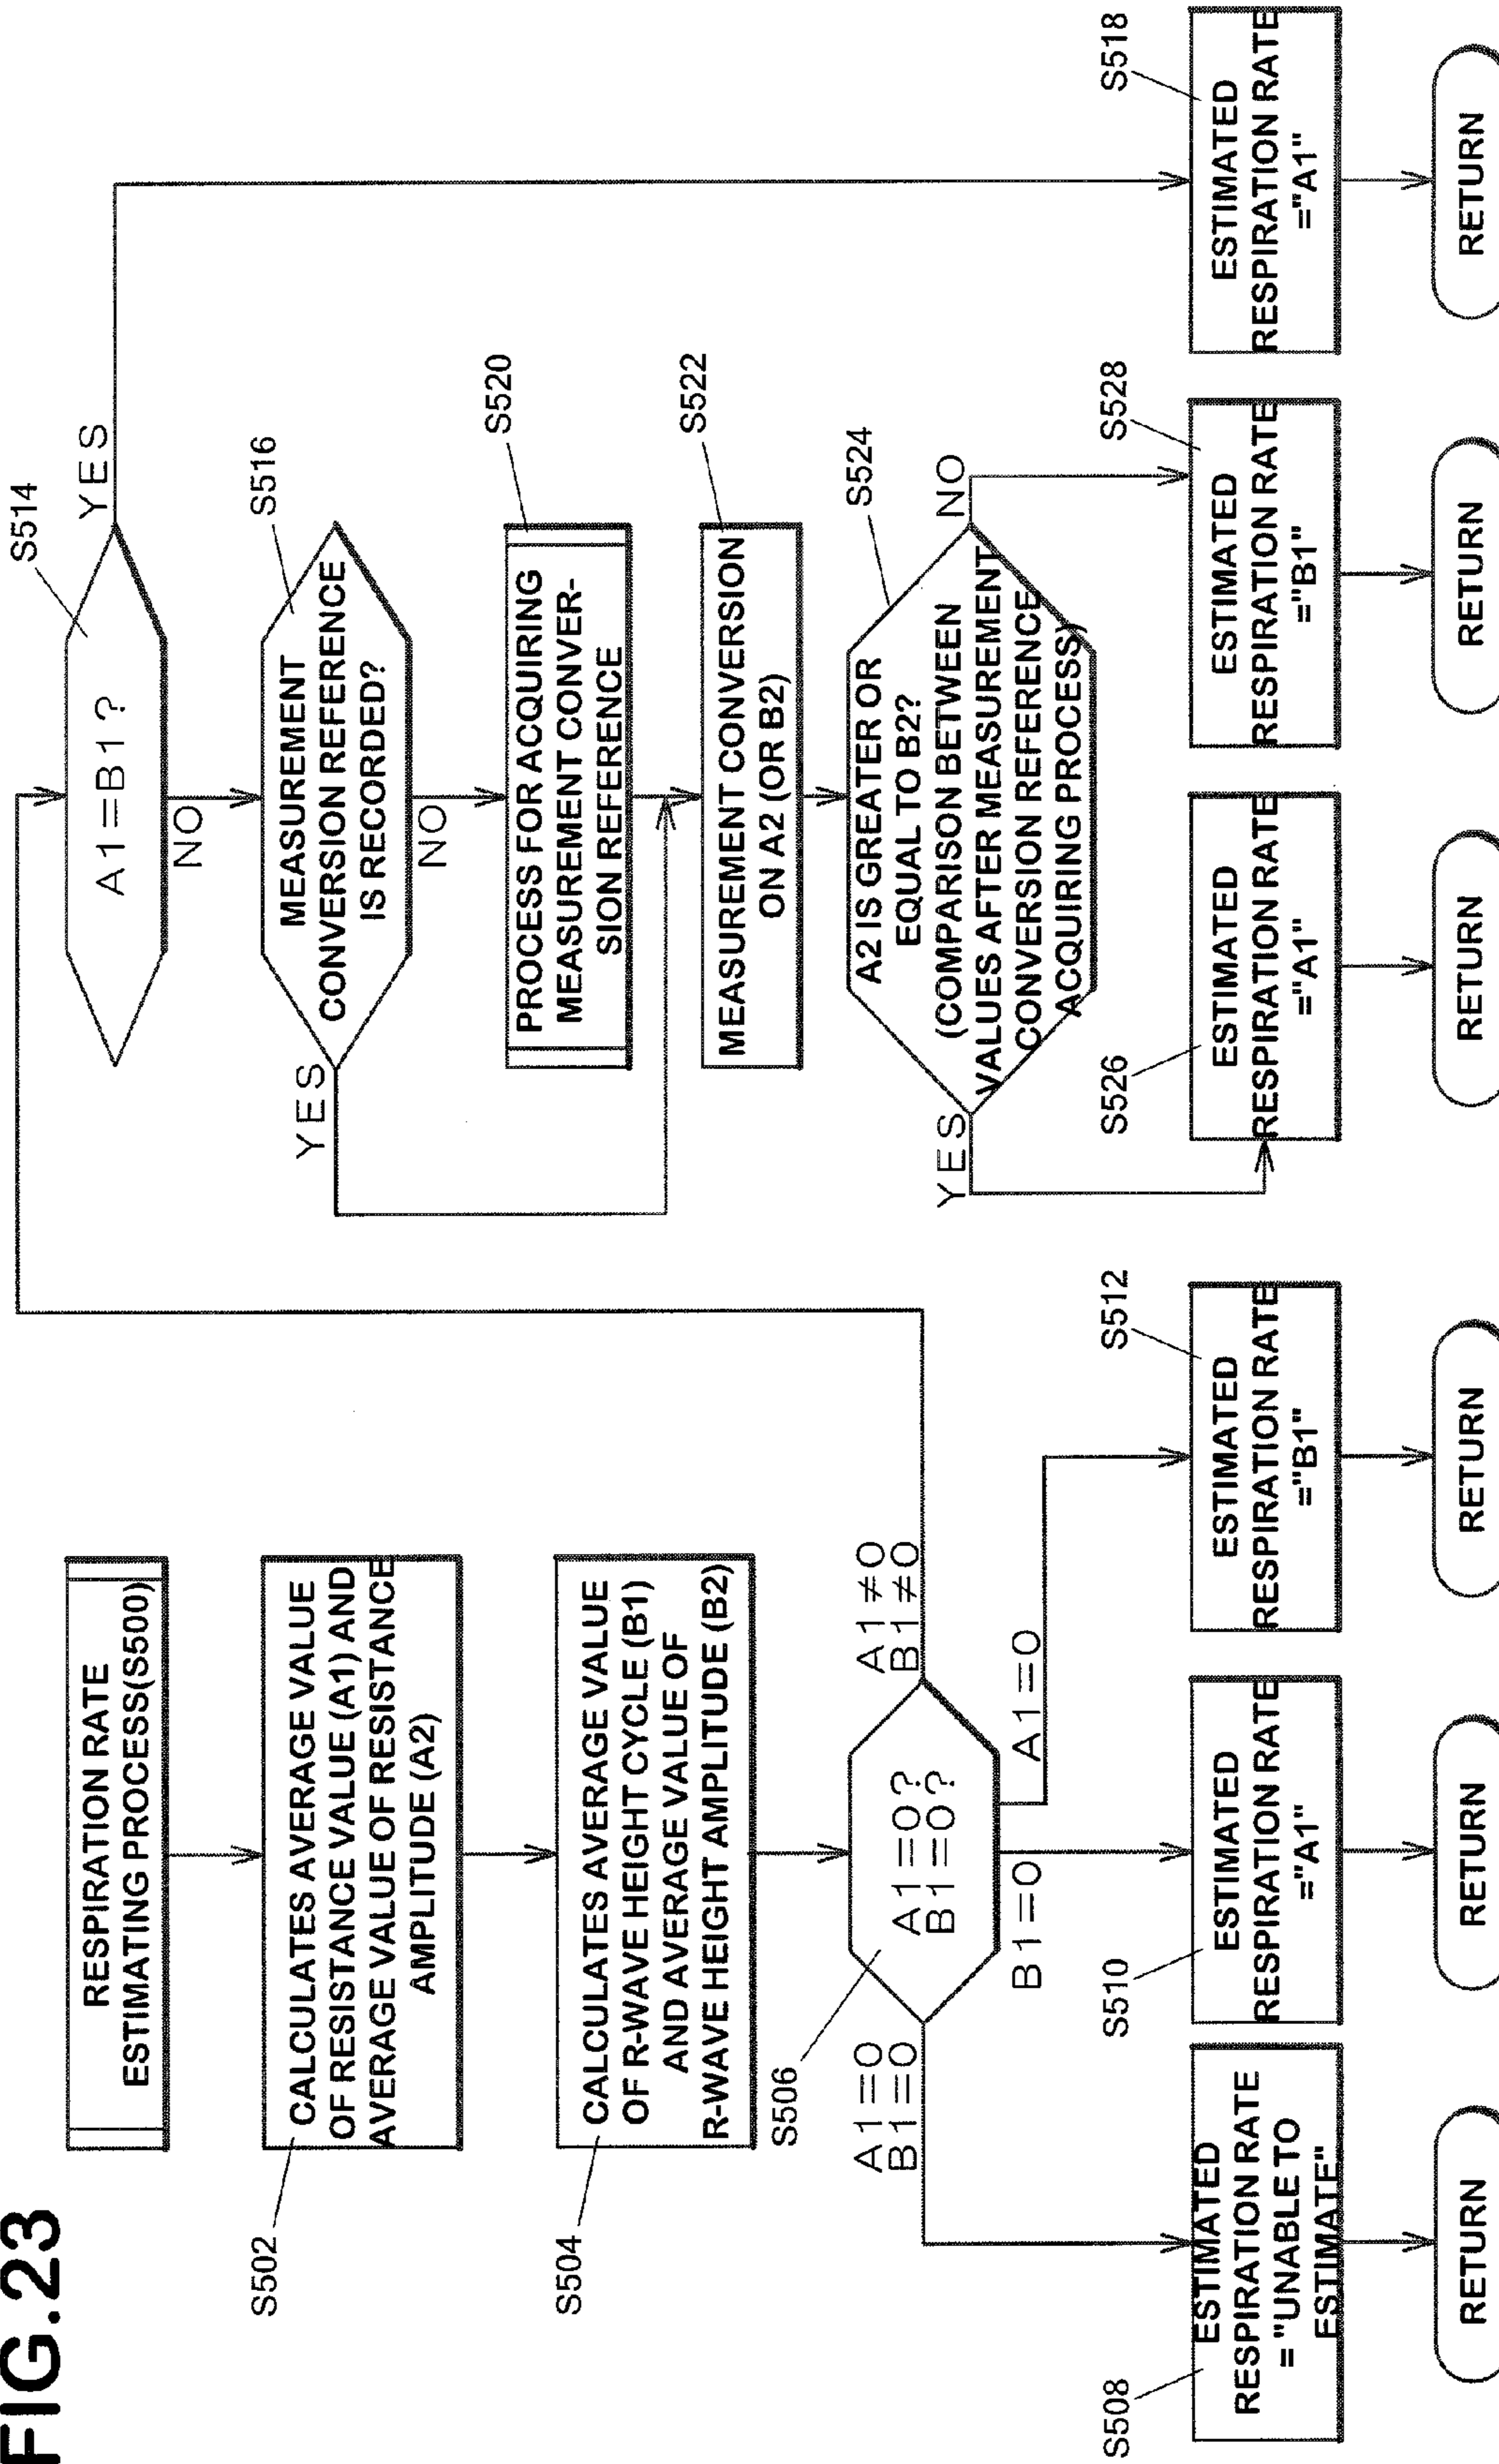 FIG.23
RESPIRATION RATE
ESTIMATING PROCESS(S500)
S502
CALCULATES AVERAGE VALUE
OF RESISTANCE VALUE (A1) AND
AVERAGE VALUE OF RESISTANCE
AMPLITUDE (A2)
S504
CALCULATES AVERAGE VALUE
OF R-WAVE HEIGHT CYCLE (B1)
AND AVERAGE VALUE OF
R-WAVE HEIGHT AMPLITUDE (B2)
S506
A1=0?
B1=0?
A1=0
B1=0
B1=0
A1=0
A1≠0
B1≠0
S508
ESTIMATED
RESPIRATION RATE
= "UNABLE TO
ESTIMATE"
RETURN
S510
ESTIMATED
RESPIRATION RATE
="A1"
RETURN
S512
ESTIMATED
RESPIRATION RATE
="B1"
RETURN
S514
A1=B1?
YES
NO
S516
MEASUREMENT
CONVERSION REFERENCE
IS RECORDED?
YES
NO
S520
PROCESS FOR ACQUIRING
MEASUREMENT CONVER-
SION REFERENCE
S522
MEASUREMENT CONVERSION
ON A2 (OR B2)
S524
A2 IS GREATER OR
EQUAL TO B2?
(COMPARISON BETWEEN
VALUES AFTER MEASUREMENT
CONVERSION REFERENCE
ACQUIRING PROCESS)
YES
NO
S526
ESTIMATED
RESPIRATION RATE
="A1"
RETURN
S528
ESTIMATED
RESPIRATION RATE
="B1"
RETURN
S518
ESTIMATED
RESPIRATION RATE
="A1"
RETURN